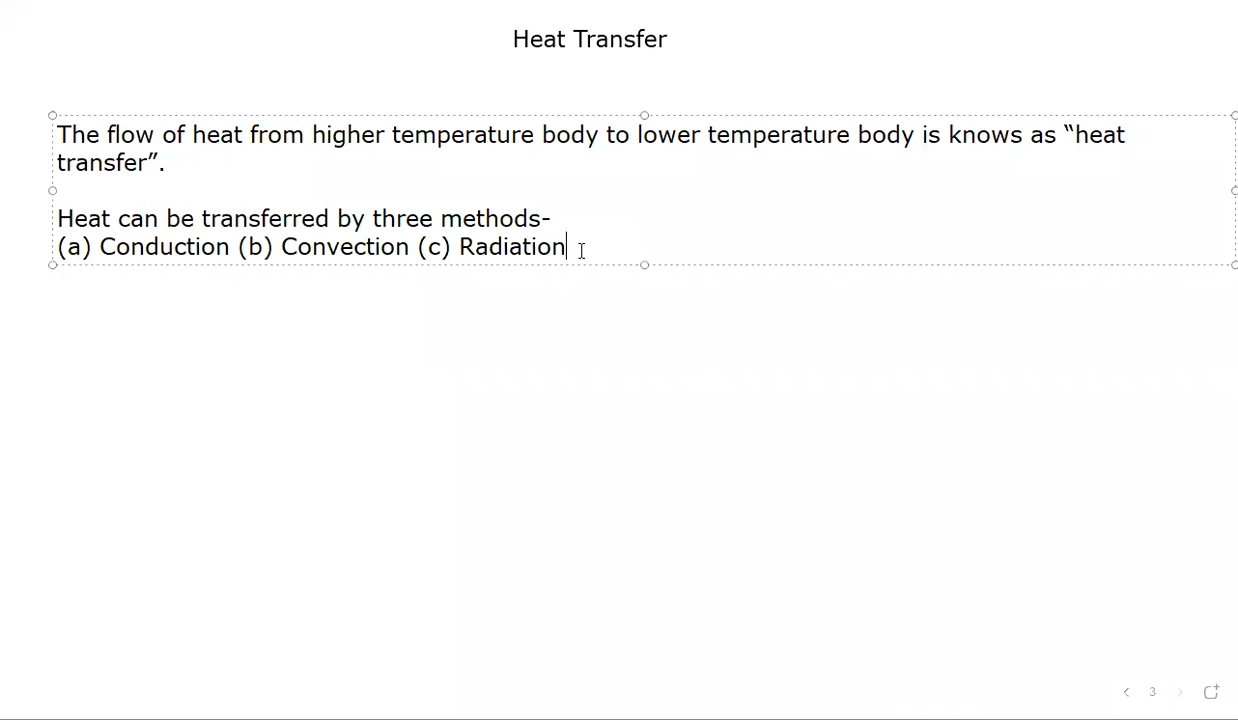 Heat Transfer
The flow of heat from higher temperature body to lower temperature body is knows as “heat
transfer”.
Heat can be transferred by three methods-
(a) Conduction (b) Convection (c) Radiation
3